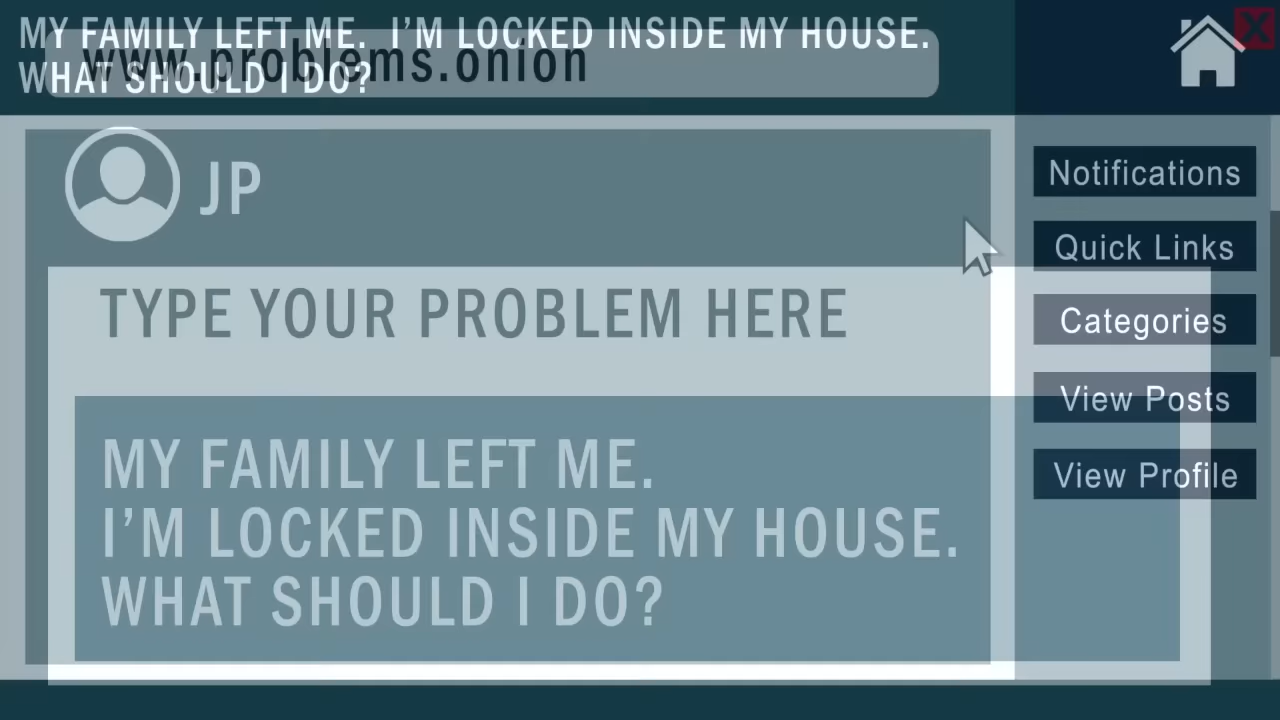 MY FAMILY LEFT ME. I'M LOCKED INSIDE MY HOUSE.
WHAT SHOULD I DO?
www.problems.onion
X
JP
TYPE YOUR PROBLEM HERE
MY FAMILY LEFT ME.
I'M LOCKED INSIDE MY HOUSE.
WHAT SHOULD I DO?
Notifications
Quick Links
Categories
View Posts
View Profile